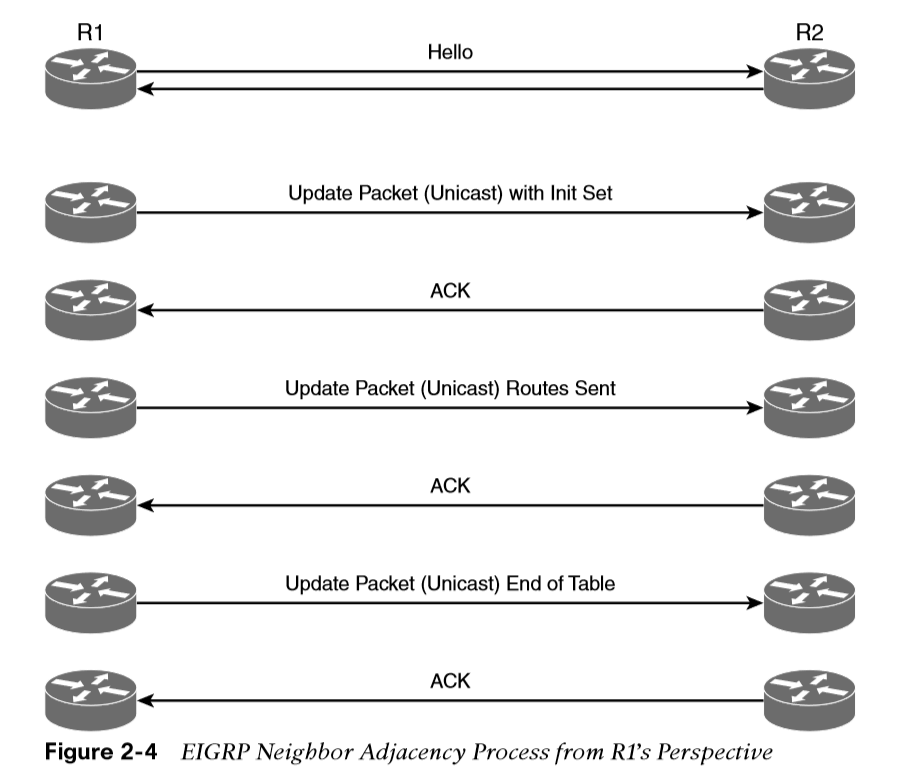 R1
R2
Hello
Update Packet (Unicast) with Init Set
ACK
Update Packet (Unicast) Routes Sent
ACK
Update Packet (Unicast) End of Table
ACK
Figure 2-4 EIGRP Neighbor Adjacency Process from R1's Perspective